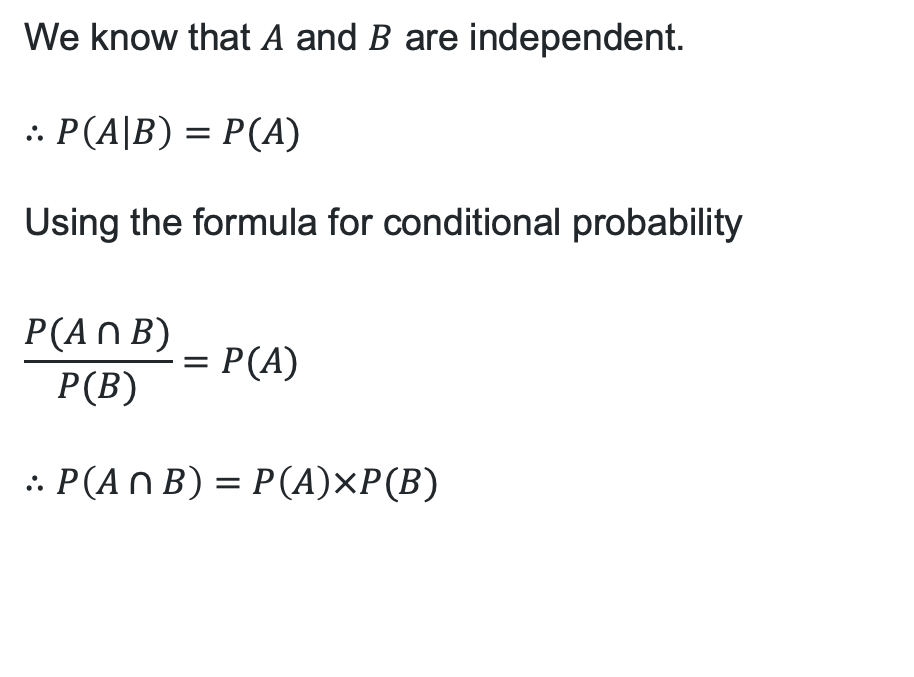 We know that A and B are independent.
∴ P(A|B) = P(A)
Using the formula for conditional probability
P(A ∩ B)
P(B)
= P(A)
∴ P(A ∩ B) = P(A)×P(B)